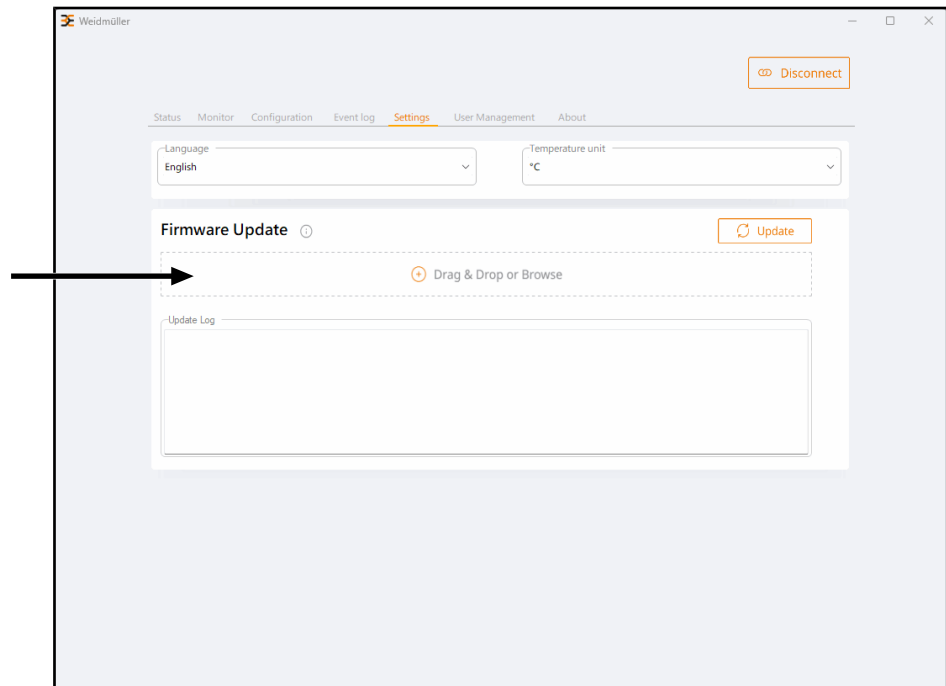 Weidmüller
Disconnect
Status Monitor Configuration Event log Settings User Management About
Language
English
Temperature unit
°C
Firmware Update
Update
Drag & Drop or Browse
Update Log